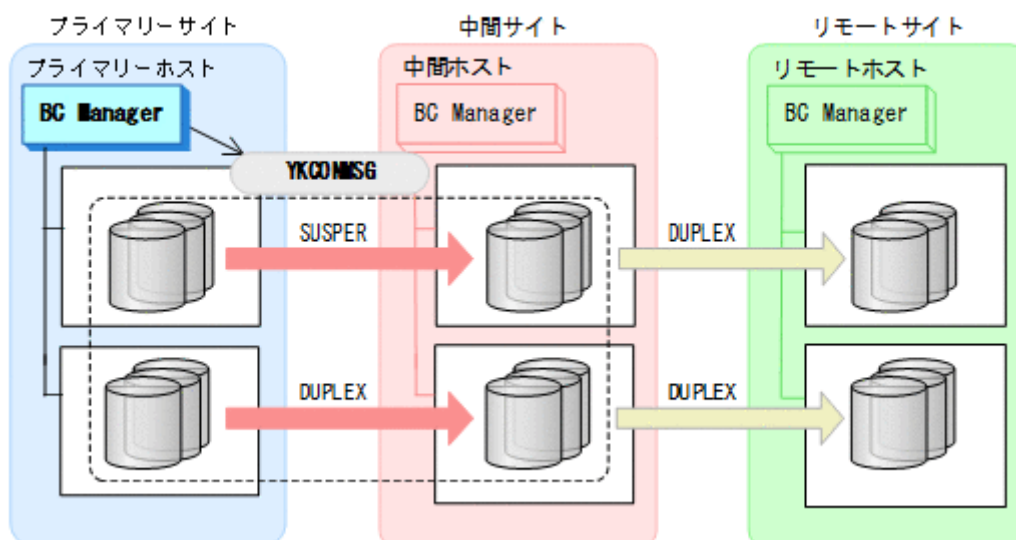 プライマリーサイト
中間サイト
リモートサイト
プライマリーホスト
中間ホスト
リモートホスト
BC Manager
BC Manager
BC Manager
YKCONMSG
SUSPER
DUPLEX
DUPLEX
DUPLEX